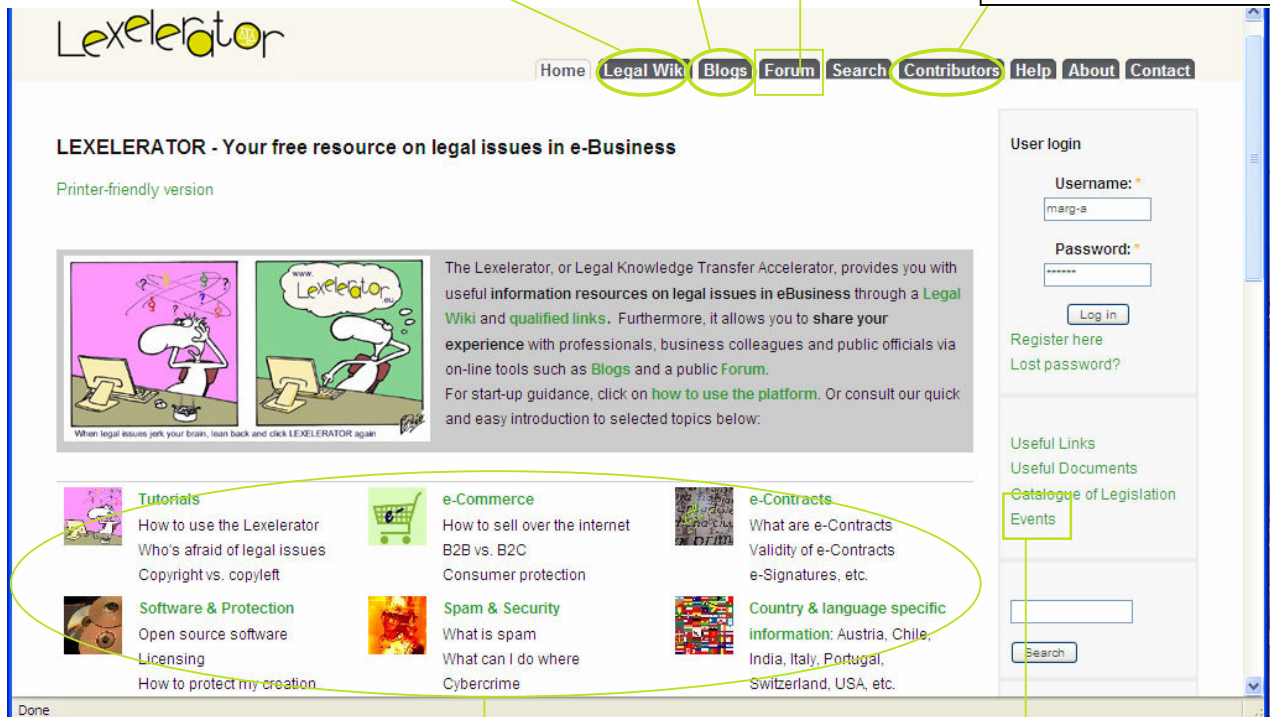 Lexelerator
Home Legal Wiki Blogs Forum Search Contributors Help About Contact
LEXELERATOR - Your free resource on legal issues in e-Business
Printer-friendly version
When legal issues jerk your brain, lean back and click LEXELERATOR again
www.
Lexelerator
.eu
The Lexelerator, or Legal Knowledge Transfer Accelerator, provides you with
useful information resources on legal issues in eBusiness through a Legal
Wiki and qualified links. Furthermore, it allows you to share your
experience with professionals, business colleagues and public officials via
on-line tools such as Blogs and a public Forum.
For start-up guidance, click on how to use the platform. Or consult our quick
and easy introduction to selected topics below:
Tutorials
How to use the Lexelerator
Who's afraid of legal issues
Copyright vs. copyleft
e-Commerce
How to sell over the internet
B2B vs. B2C
Consumer protection
e-Contracts
What are e-Contracts
Validity of e-Contracts
e-Signatures, etc.
Software & Protection
Open source software
Licensing
How to protect my creation
Spam & Security
What is spam
What can I do where
Cybercrime
Country & language specific
information: Austria, Chile,
India, Italy, Portugal,
Switzerland, USA, etc.
User login
Username: *
marg-a
Password: *
••••••
Log in
Register here
Lost password?
Useful Links
Useful Documents
Catalogue of Legislation
Events
Search
Done